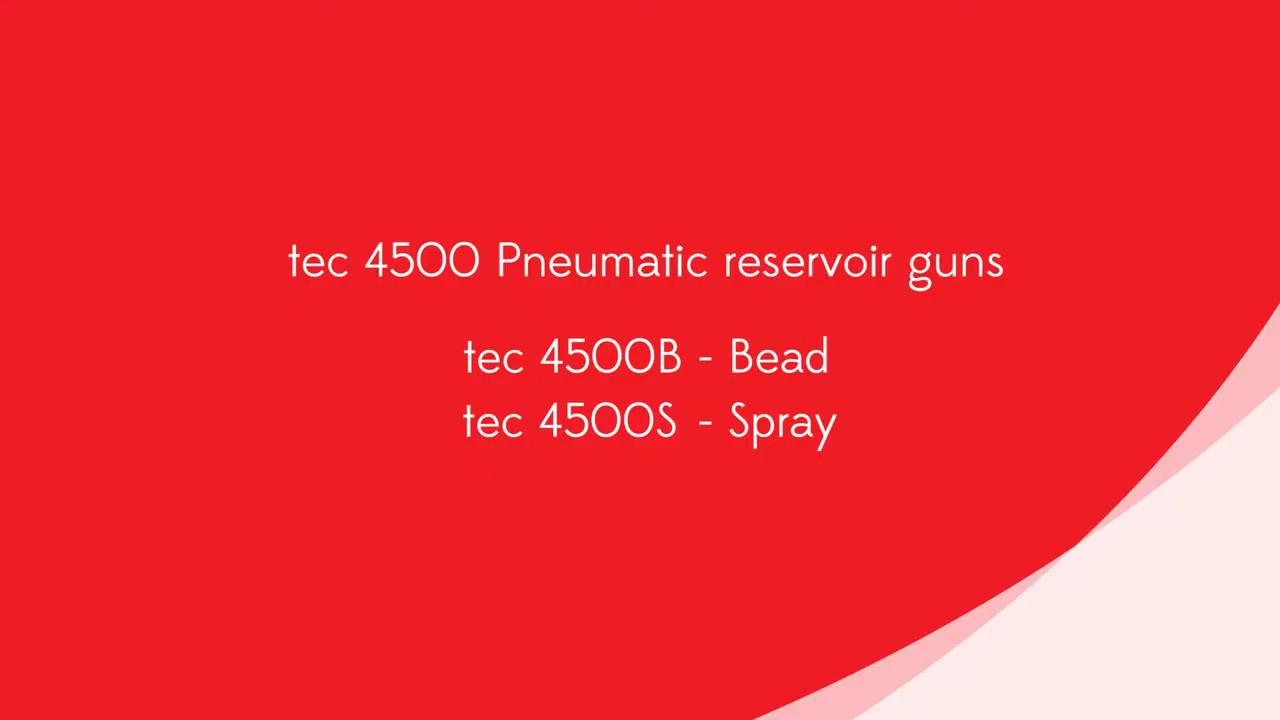 tec 4500 Pneumatic reservoir guns
tec 4500B - Bead
tec 4500S - Spray